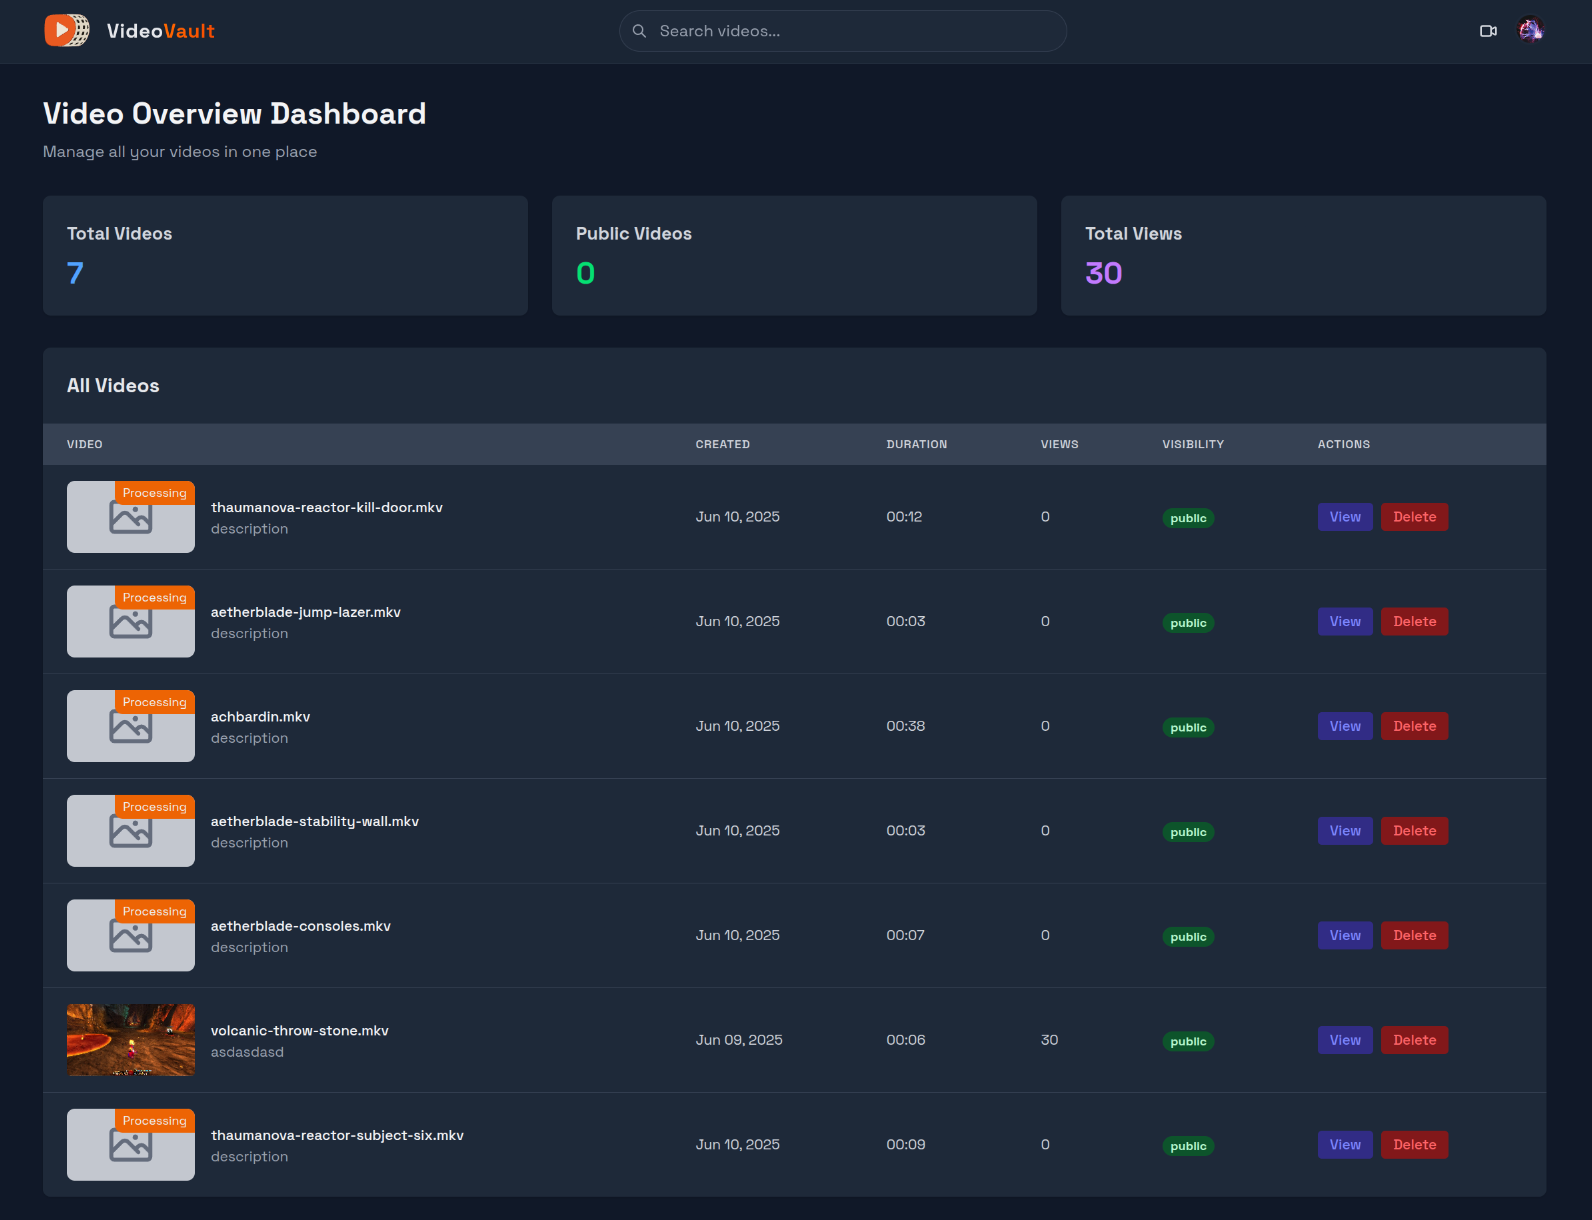 VideoVault
Search videos...
Video Overview Dashboard
Manage all your videos in one place
Total Videos
7
Public Videos
0
Total Views
30
All Videos
VIDEO CREATED DURATION VIEWS VISIBILITY ACTIONS
Processing
thaumanova-reactor-kill-door.mkv
description
Jun 10, 2025 00:12 0 public View Delete
Processing
aetherblade-jump-lazer.mkv
description
Jun 10, 2025 00:03 0 public View Delete
Processing
achbardin.mkv
description
Jun 10, 2025 00:38 0 public View Delete
Processing
aetherblade-stability-wall.mkv
description
Jun 10, 2025 00:03 0 public View Delete
Processing
aetherblade-consoles.mkv
description
Jun 10, 2025 00:07 0 public View Delete
volcanic-throw-stone.mkv
asdasdasd
Jun 09, 2025 00:06 30 public View Delete
Processing
thaumanova-reactor-subject-six.mkv
description
Jun 10, 2025 00:09 0 public View Delete